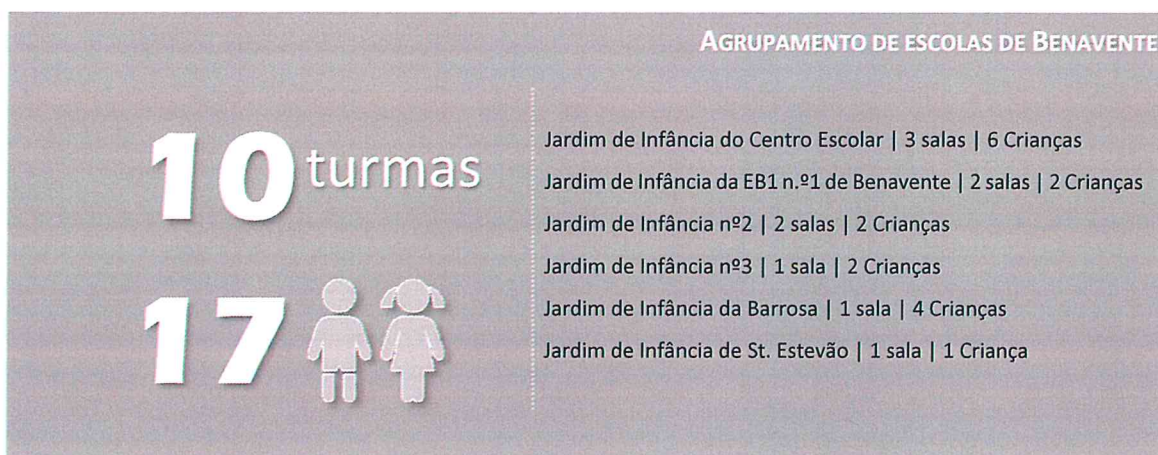 AGRUPAMENTO DE ESCOLAS DE BENAVENTE
10 turmas
17
Jardim de Infância do Centro Escolar | 3 salas | 6 Crianças
Jardim de Infância da EB1 n.º1 de Benavente | 2 salas | 2 Crianças
Jardim de Infância nº2 | 2 salas | 2 Crianças
Jardim de Infância nº3 | 1 sala | 2 Crianças
Jardim de Infância da Barrosa | 1 sala | 4 Crianças
Jardim de Infância de St. Estevão | 1 sala | 1 Criança